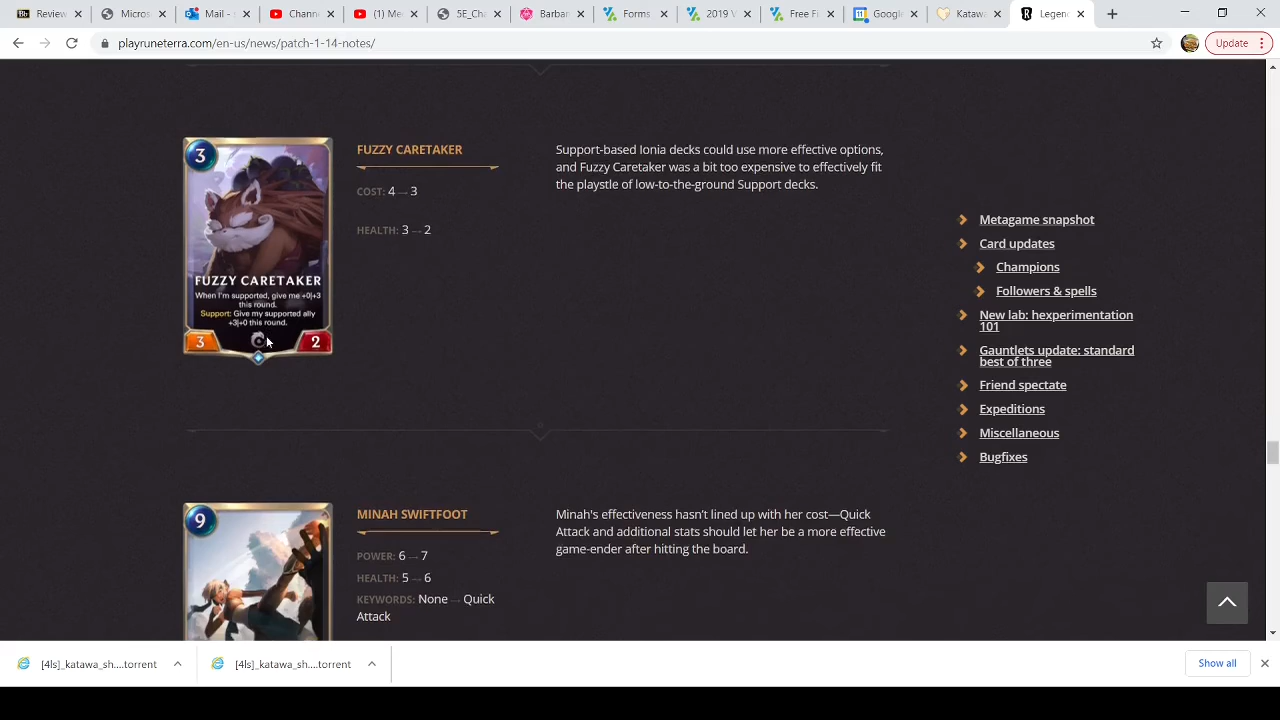 Review
Micros
Mail -
Channe
(1) Me
5E_Cha
Barbar
Forms
2019 V
Free Fu
Google
Katawa
Legend
playruneterra.com/en-us/news/patch-1-14-notes/
Update
3
FUZZY CARETAKER
When I'm supported, give me +0|+3
this round.
Support: Give my supported ally
+3|+0 this round.
3
2
FUZZY CARETAKER
COST: 4 → 3
HEALTH: 3 → 2
Support-based Ionia decks could use more effective options,
and Fuzzy Caretaker was a bit too expensive to effectively fit
the playstle of low-to-the-ground Support decks.
Metagame snapshot
Card updates
Champions
Followers & spells
New lab: hexperimentation
101
Gauntlets update: standard
best of three
Friend spectate
Expeditions
Miscellaneous
Bugfixes
9
MINAH SWIFTFOOT
POWER: 6 → 7
HEALTH: 5 → 6
KEYWORDS: None → Quick
Attack
Minah's effectiveness hasn't lined up with her cost—Quick
Attack and additional stats should let her be a more effective
game-ender after hitting the board.
[4ls]_katawa_sh....torrent
[4ls]_katawa_sh....torrent
Show all